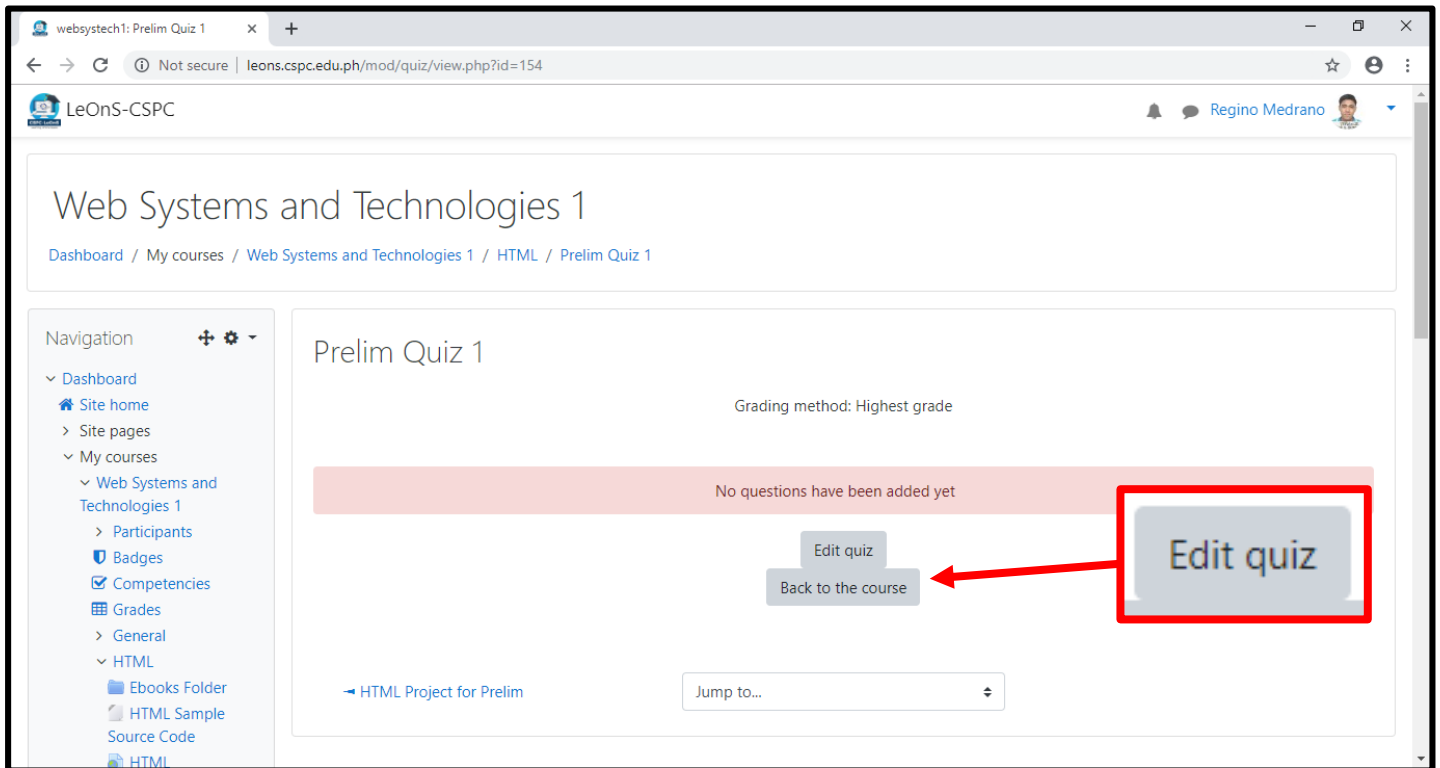 websystech1: Prelim Quiz 1
Not secure | leons.cspc.edu.ph/mod/quiz/view.php?id=154
LeOnS-CSPC
Regino Medrano
Web Systems and Technologies 1
Dashboard / My courses / Web Systems and Technologies 1 / HTML / Prelim Quiz 1
Navigation
Dashboard
Site home
Site pages
My courses
Web Systems and
Technologies 1
Participants
Badges
Competencies
Grades
General
HTML
Ebooks Folder
HTML Sample
Source Code
HTML
Prelim Quiz 1
Grading method: Highest grade
No questions have been added yet
Edit quiz
Back to the course
Edit quiz
HTML Project for Prelim
Jump to...